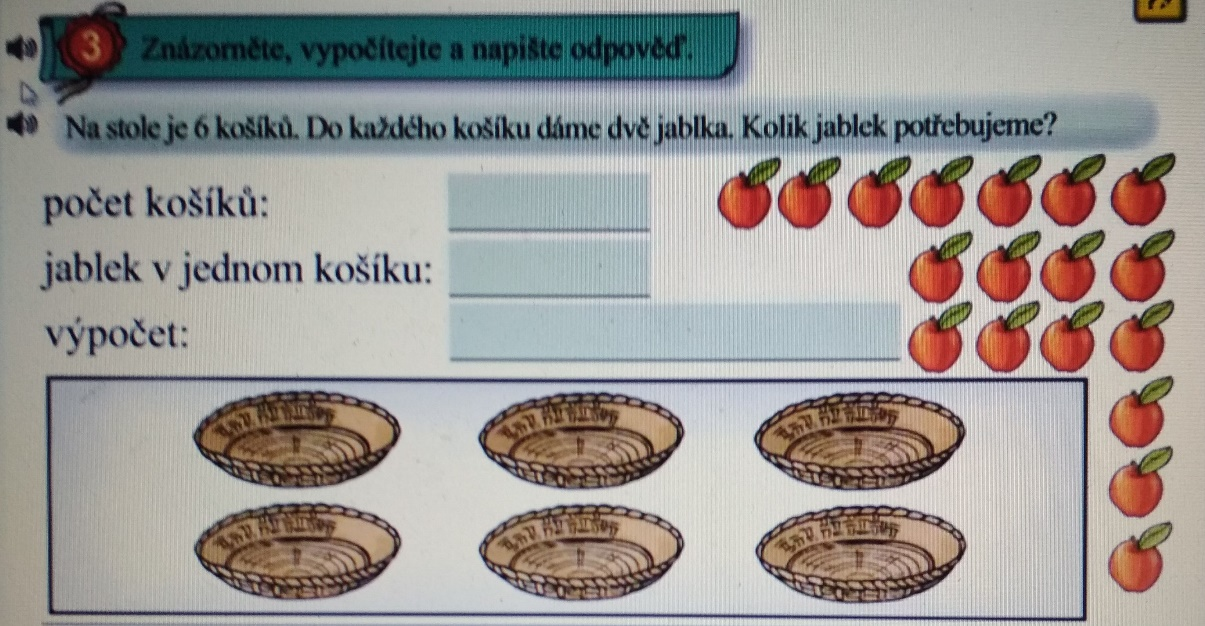 3 Znázorněte, vypočítejte a napište odpověď.
Na stole je 6 košíků. Do každého košíku dáme dvě jablka. Kolik jablek potřebujeme?
počet košíků:
jablek v jednom košíku:
výpočet: